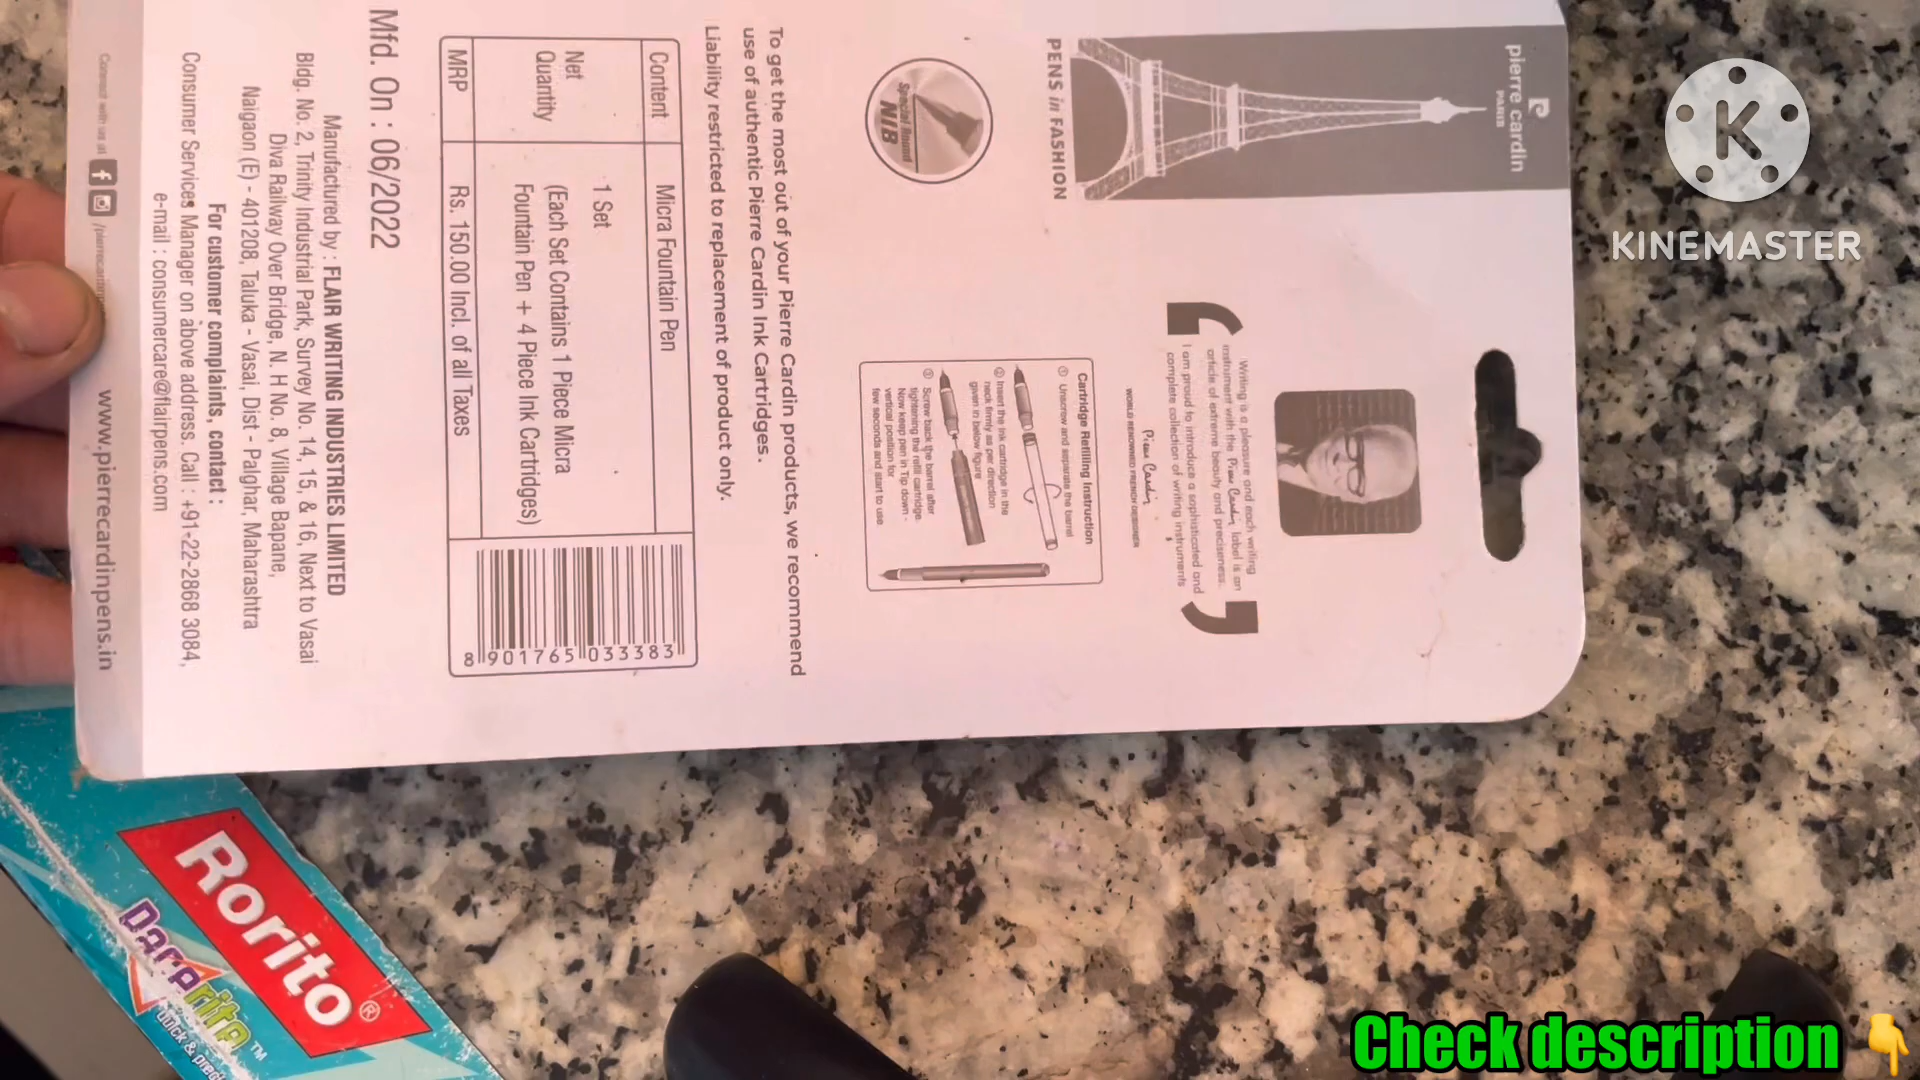 pierre cardin
PARIS
PENS in FASHION
Writing is a pleasure and each writing
instrument with the Pierre Cardin label is an
article of extreme beauty and preciseness.
I am proud to introduce a sophisticated and
complete collection of writing instruments
Pierre Cardin
WORLD RENOWNED FRENCH DESIGNER
Special Round
NIB
Cartridge Refilling Instruction
① Unscrew and separate the barrel
② Insert the ink cartridge in the
neck firmly as per direction
given in below figure
③ Screw back the barrel after
tightening the refill cartridge.
Now keep pen in Tip down -
vertical position for
few seconds and start to use
To get the most out of your Pierre Cardin products, we recommend
use of authentic Pierre Cardin Ink Cartridges.
Liability restricted to replacement of product only.
Content Micra Fountain Pen
Net Quantity 1 Set
(Each Set Contains 1 Piece Micra
Fountain Pen + 4 Piece Ink Cartridges)
MRP Rs. 150.00 Incl. of all Taxes
8 901765 033383
Mfd. On : 06/2022
Manufactured by : FLAIR WRITING INDUSTRIES LIMITED
Bldg. No. 2, Trinity Industrial Park, Survey No. 14, 15, & 16, Next to Vasai
Diva Railway Over Bridge, N. H No. 8, Village Bapane,
Naigaon (E) - 401208, Taluka - Vasai, Dist - Palghar, Maharashtra
For customer complaints, contact :
Consumer Services Manager on above address. Call : +91-22-2868 3084,
e-mail : consumercare@flairpens.com
Connect with us at
www.pierrecardinpens.in
Rorito®
Darerita™
quick &
K
KINEMASTER
Check description 👇